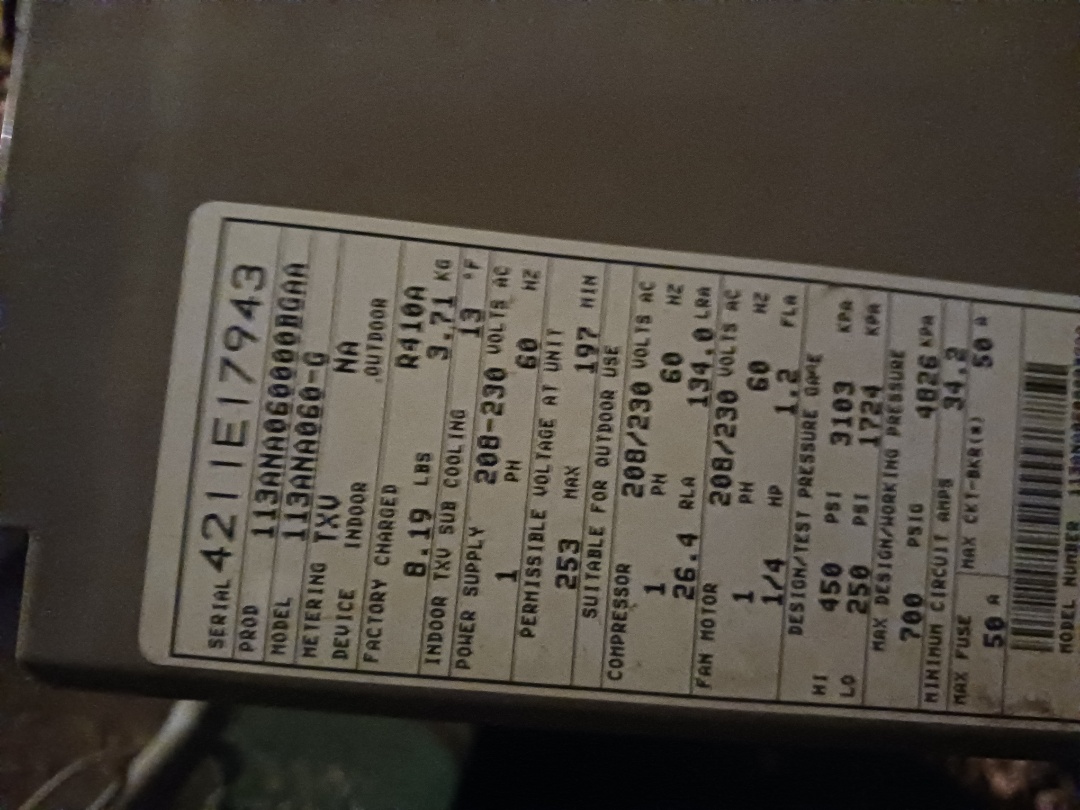 SERIAL 4211E17943
PROD 113ANA060000BGAA
MODEL 113ANA060-G
METERING TXV NA
DEVICE INDOOR OUTDOOR
FACTORY CHARGED R410A
8.19 LBS 3.71 KG
INDOOR TXV SUB COOLING 13 °F
POWER SUPPLY 208-230 VOLTS AC
1 PH 60 HZ
PERMISSIBLE VOLTAGE AT UNIT
253 MAX 197 MIN
SUITABLE FOR OUTDOOR USE
COMPRESSOR 208/230 VOLTS AC
1 PH 60 HZ
26.4 RLA 134.0 LRA
FAN MOTOR 208/230 VOLTS AC
1 PH 60 HZ
1/4 HP 1.2 FLA
DESIGN/TEST PRESSURE GAGE
HI 450 PSI 3103 KPA
LO 250 PSI 1724 KPA
MAX DESIGN/WORKING PRESSURE
700 PSIG 4826 KPA
MINIMUM CIRCUIT AMPS 34.2
MAX FUSE MAX CKT-BKR(*)
50 A 50 A
MODEL NUMBER